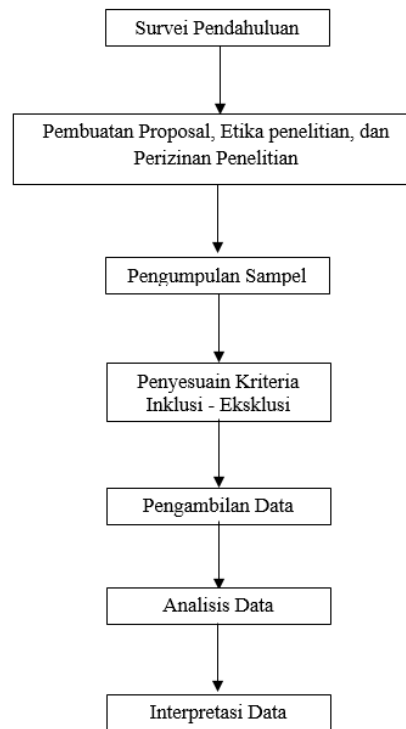 Survei Pendahuluan
Pembuatan Proposal, Etika penelitian, dan
Perizinan Penelitian
Pengumpulan Sampel
Penyesuain Kriteria
Inklusi - Eksklusi
Pengambilan Data
Analisis Data
Interpretasi Data